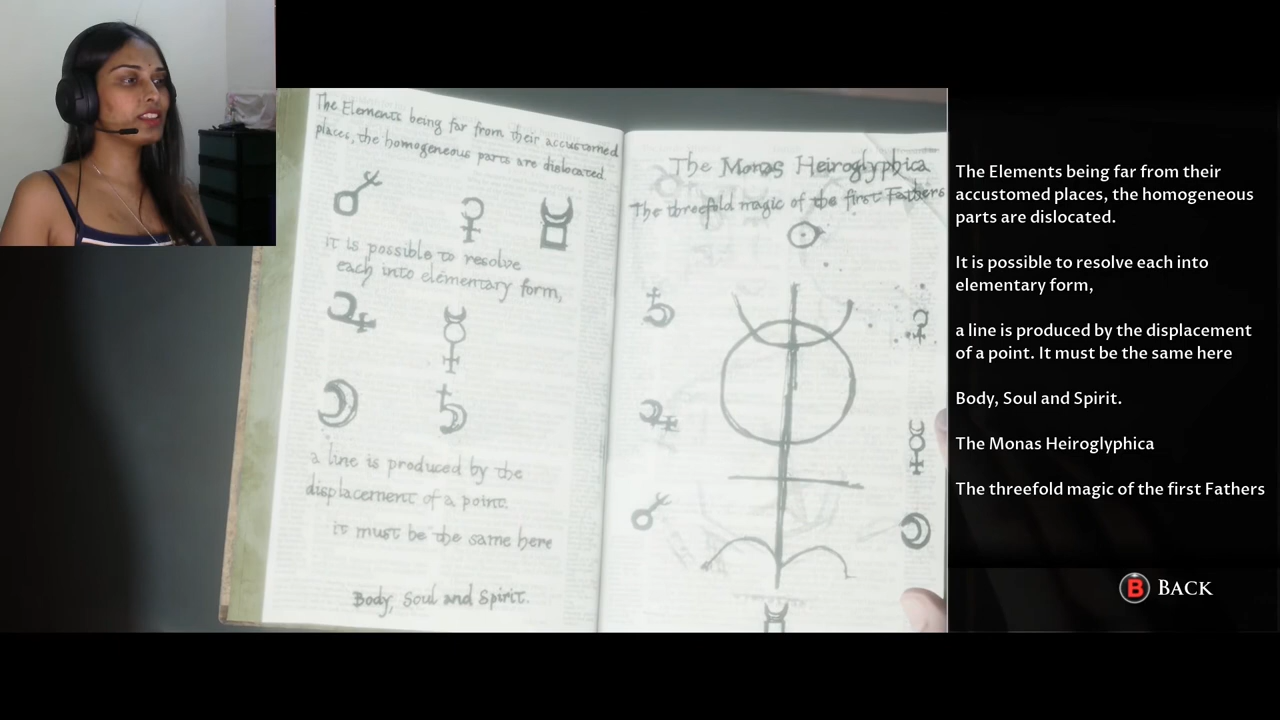 The Elements being far from their accustomed
places, the homogeneous parts are dislocated.
it is possible to resolve
each into elementary form,
a line is produced by the
displacement of a point.
it must be the same here
Body, Soul and Spirit.
The Monas Heiroglyphica
The threefold magic of the first Fathers
The Elements being far from their
accustomed places, the homogeneous
parts are dislocated.
It is possible to resolve each into
elementary form,
a line is produced by the displacement
of a point. It must be the same here
Body, Soul and Spirit.
The Monas Heiroglyphica
The threefold magic of the first Fathers
B BACK